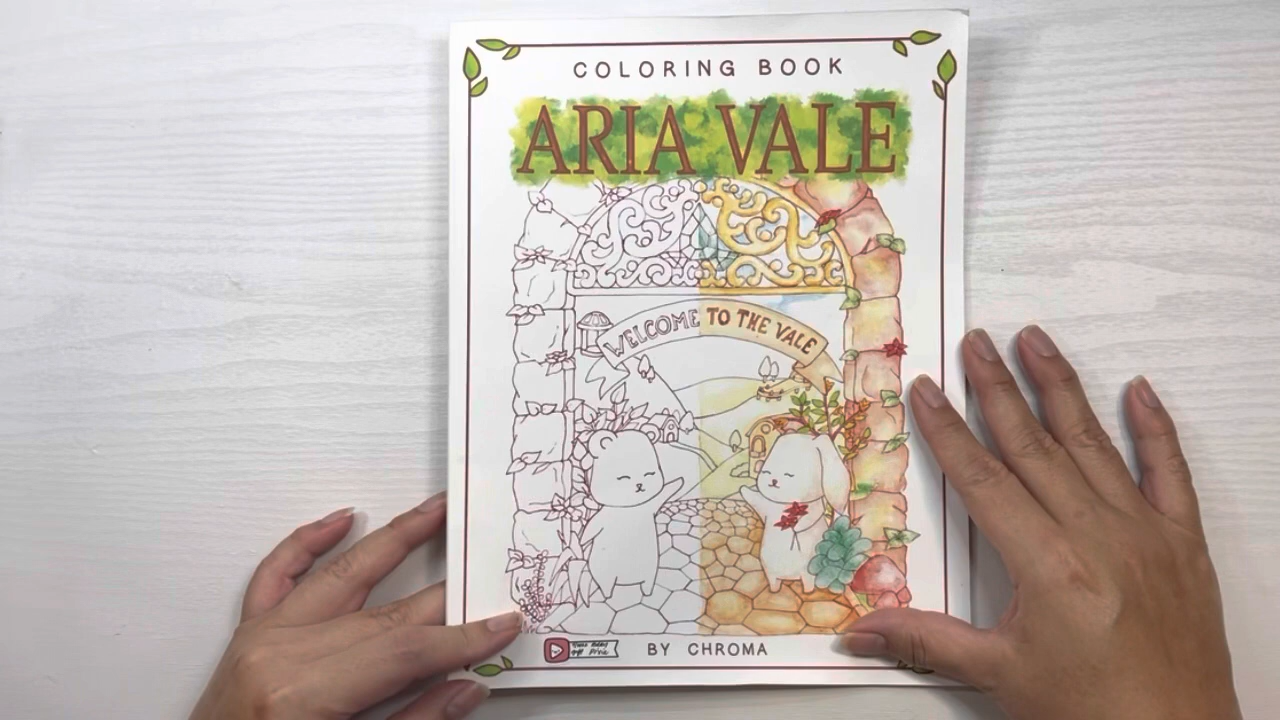 COLORING BOOK
ARIA VALE
WELCOME TO THE VALE
BY CHROMA